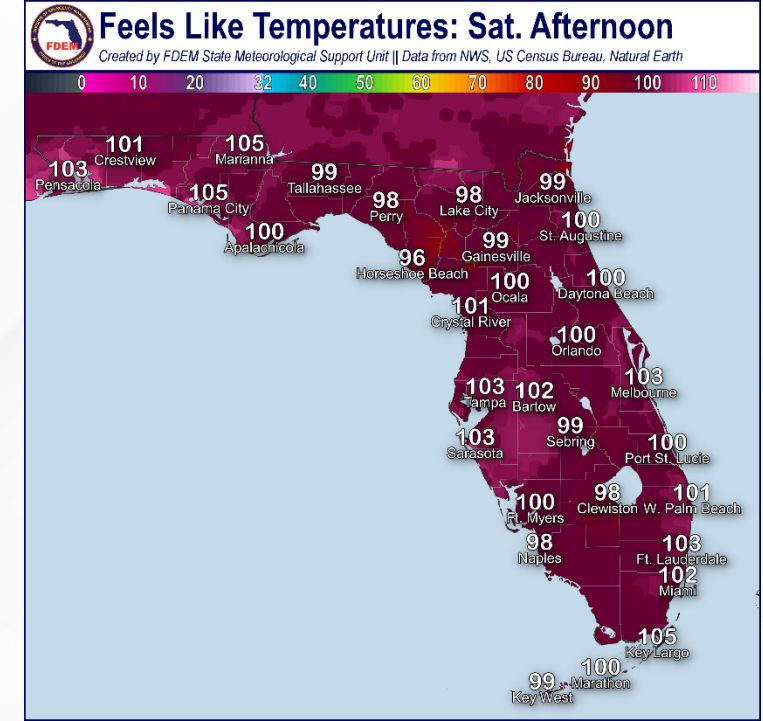 Feels Like Temperatures: Sat. Afternoon
Created by FDEM State Meteorological Support Unit || Data from NWS, US Census Bureau, Natural Earth
FDEM
0 10 20 32 40 50 60 70 80 90 100 110
101
Crestview
105
Marianna
103
Pensacola
105
Panama City
99
Tallahassee
98
Perry
98
Lake City
99
Jacksonville
100
Apalachicola
100
St. Augustine
99
Gainesville
96
Horseshoe Beach
100
Ocala
100
Daytona Beach
101
Crystal River
100
Orlando
103
Tampa
102
Bartow
103
Melbourne
103
Sarasota
99
Sebring
100
Port St. Lucie
100
Ft. Myers
98
Clewiston
101
W. Palm Beach
98
Naples
103
Ft. Lauderdale
102
Miami
105
Key Largo
100
Marathon
99
Key West